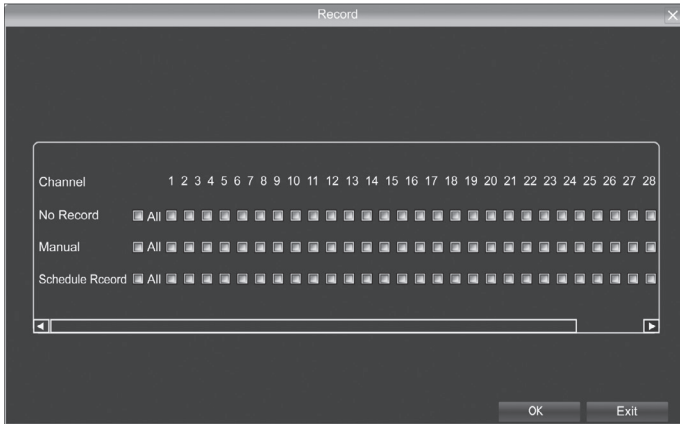 Record
Channel 1 2 3 4 5 6 7 8 9 10 11 12 13 14 15 16 17 18 19 20 21 22 23 24 25 26 27 28
No Record All
Manual All
Schedule Rceord All
OK Exit